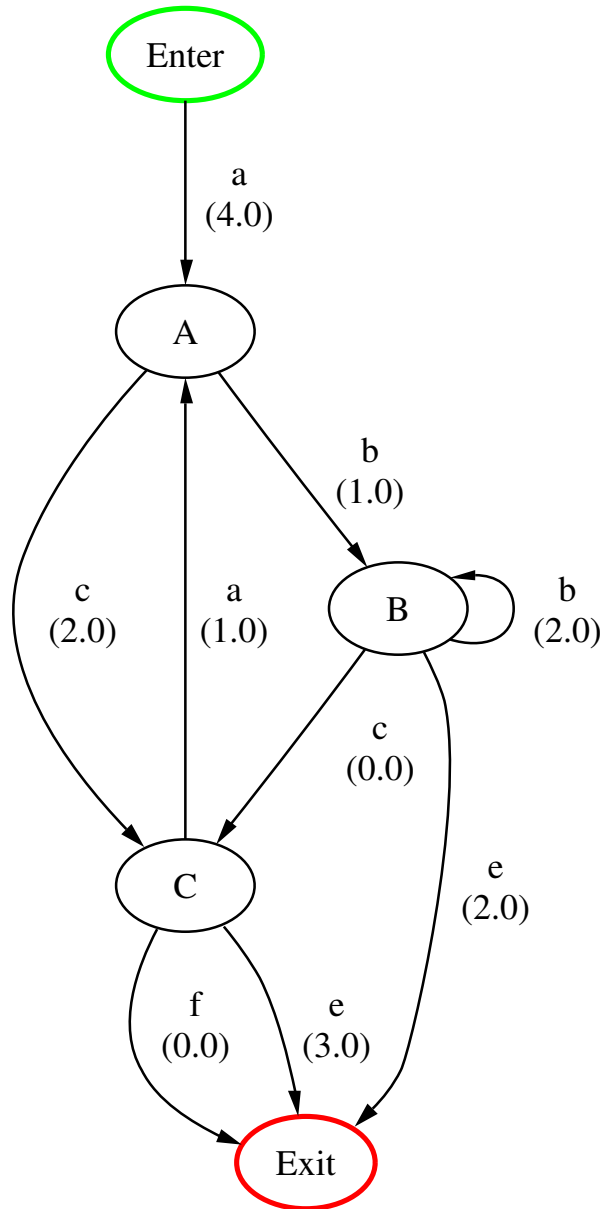 Enter
a
(4.0)
A
b
(1.0)
c
(2.0)
a
(1.0)
B
b
(2.0)
c
(0.0)
C
e
(2.0)
f
(0.0)
e
(3.0)
Exit